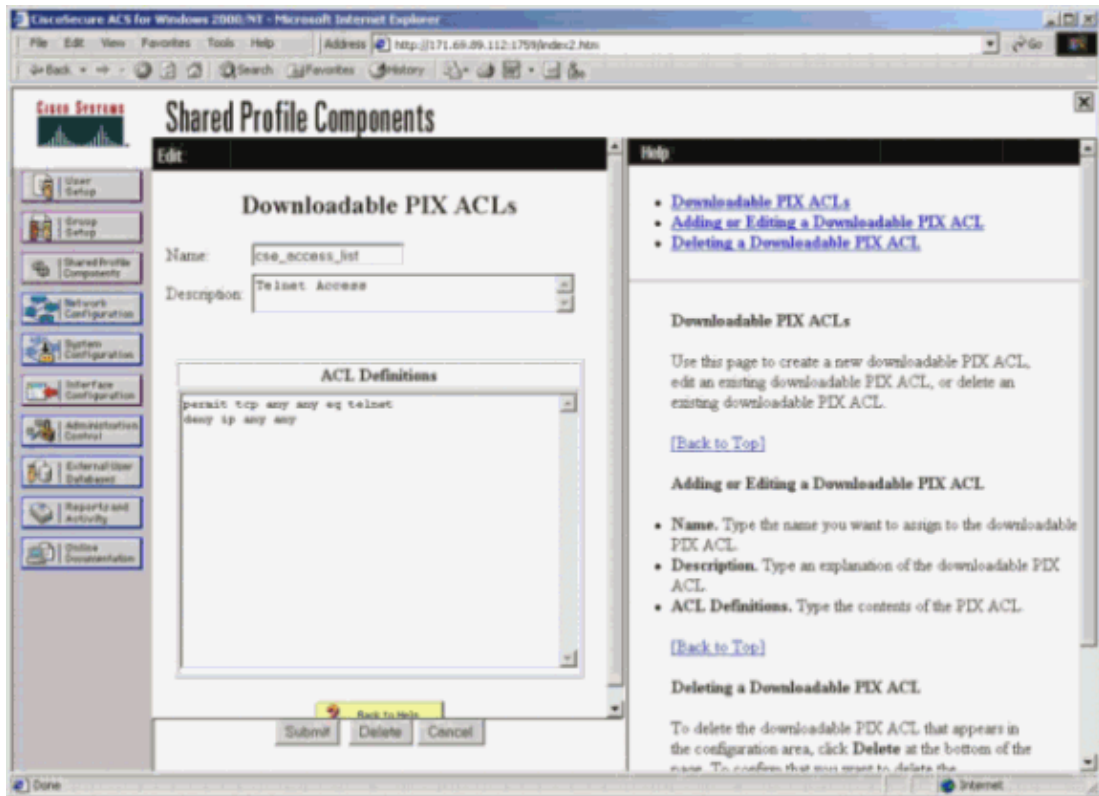 CiscoSecure ACS for Windows 2000/NT - Microsoft Internet Explorer
File Edit View Favorites Tools Help Address http://171.69.89.112:1759/index2.htm Go
Back Search Favorites History
Cisco Systems
Shared Profile Components
Edit
Help
User Setup
Group Setup
Shared Profile Components
Network Configuration
System Configuration
Interface Configuration
Administration Control
External User Databases
Reports and Activity
Online Documentation
Downloadable PIX ACLs
Name: cse_access_list
Description: Telnet Access
ACL Definitions
permit tcp any any eq telnet
deny ip any any
Back to Help
Submit Delete Cancel
Downloadable PIX ACLs
Adding or Editing a Downloadable PIX ACL
Deleting a Downloadable PIX ACL
Downloadable PIX ACLs
Use this page to create a new downloadable PIX ACL,
edit an existing downloadable PIX ACL, or delete an
existing downloadable PIX ACL.
[Back to Top]
Adding or Editing a Downloadable PIX ACL
Name. Type the name you want to assign to the downloadable
PIX ACL.
Description. Type an explanation of the downloadable PIX
ACL.
ACL Definitions. Type the contents of the PIX ACL.
[Back to Top]
Deleting a Downloadable PIX ACL
To delete the downloadable PIX ACL that appears in
the configuration area, click Delete at the bottom of the
page. To confirm that you want to delete the
Done
Internet